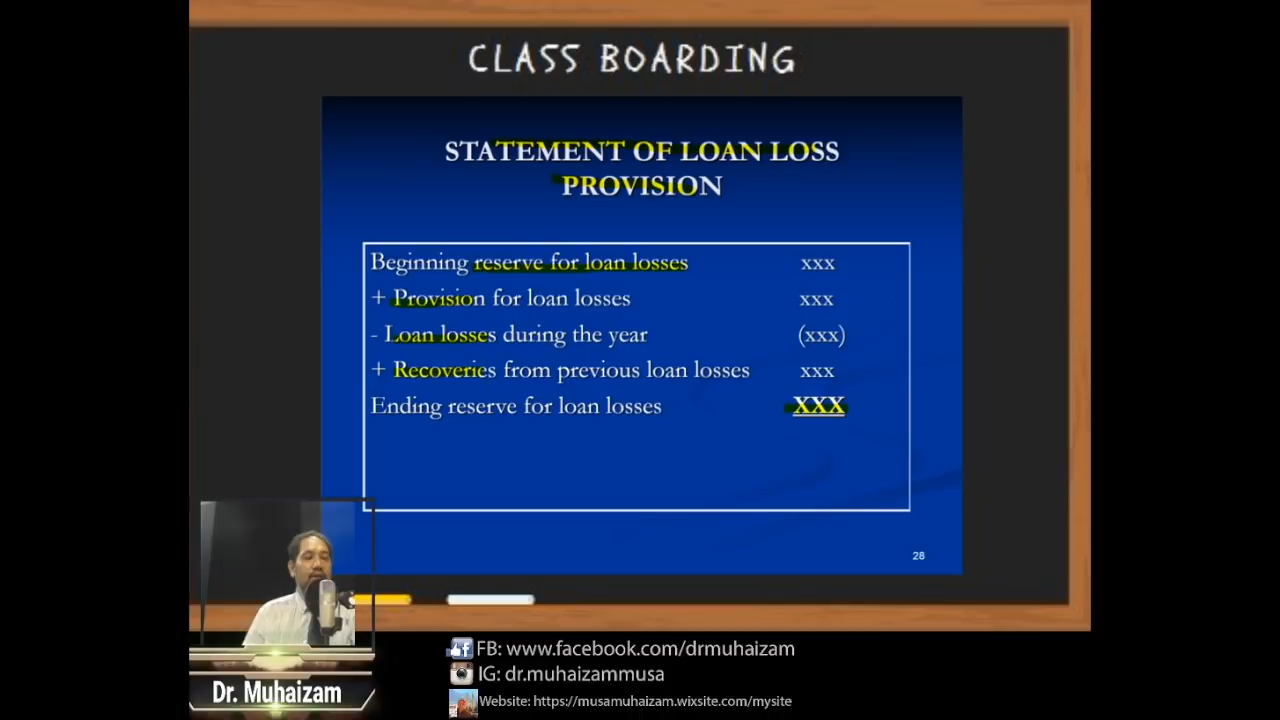 CLASS BOARDING
STATEMENT OF LOAN LOSS
PROVISION
Beginning reserve for loan losses xxx
+ Provision for loan losses xxx
- Loan losses during the year (xxx)
+ Recoveries from previous loan losses xxx
Ending reserve for loan losses XXX
28
Dr. Muhaizam
FB: www.facebook.com/drmuhaizam
IG: dr.muhaizammusa
Website: https://musamuhaizam.wixsite.com/mysite